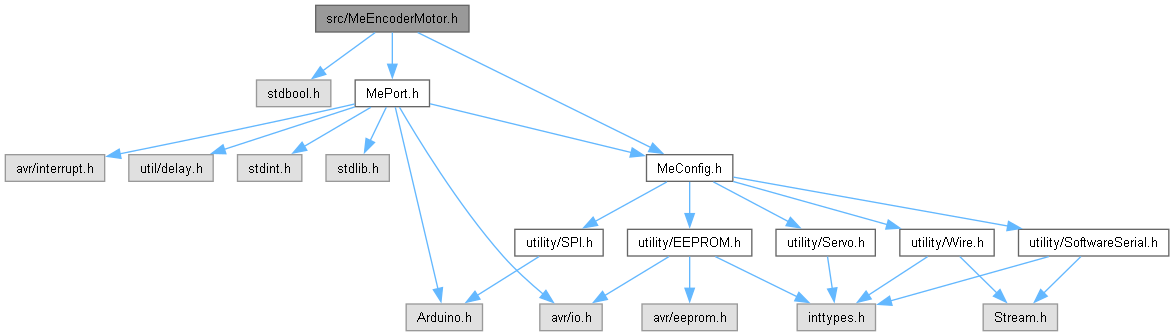 src/MeEncoderMotor.h
stdbool.h
MePort.h
avr/interrupt.h
util/delay.h
stdint.h
stdlib.h
MeConfig.h
utility/SPI.h
utility/EEPROM.h
utility/Servo.h
utility/Wire.h
utility/SoftwareSerial.h
Arduino.h
avr/io.h
avr/eeprom.h
inttypes.h
Stream.h